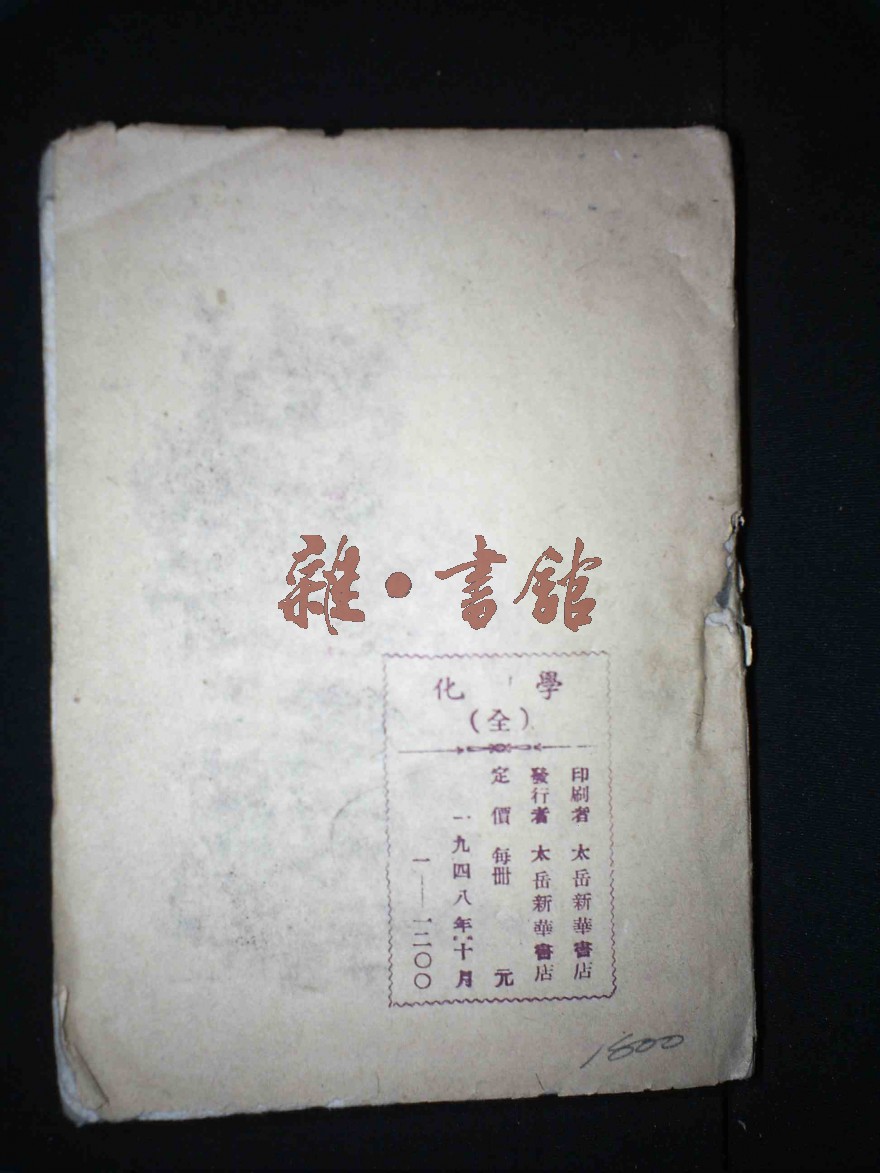 雜·書館
化學
(全)
印刷者 太岳新華書店
發行者 太岳新華書店
定價 每冊 元
一九四八年十月
一——一二〇〇
1800